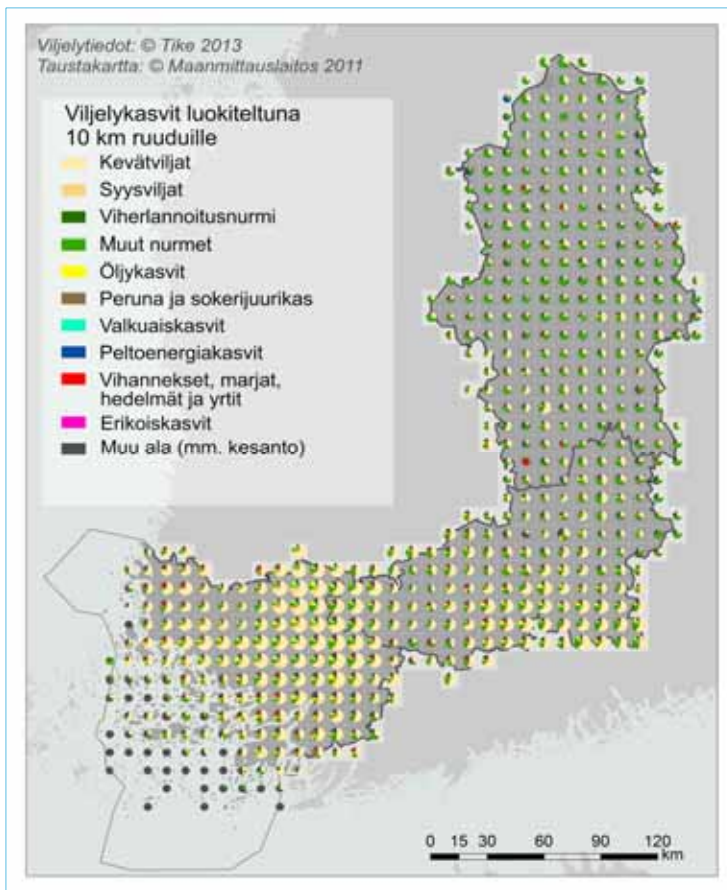 Viljelytiedot: © Tike 2013
Taustakartta: © Maanmittauslaitos 2011
Viljelykasvit luokiteltuna
10 km ruuduille
Kevätviljat
Syysviljat
Viherlannoitusnurmi
Muut nurmet
Öljykasvit
Peruna ja sokerijuurikas
Valkuaiskasvit
Peltoenergiakasvit
Vihannekset, marjat,
hedelmät ja yrtit
Erikoiskasvit
Muu ala (mm. kesanto)
0 15 30 60 90 120
km